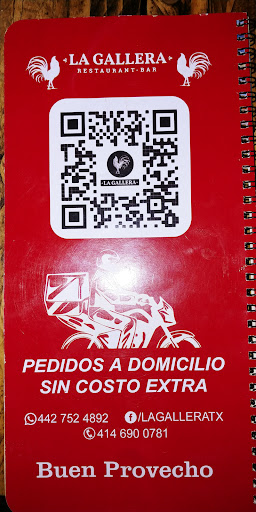 LA GALLERA
RESTAURANT-BAR
LA GALLERA
PEDIDOS A DOMICILIO
SIN COSTO EXTRA
442 752 4892 /LAGALLERATX
414 690 0781
Buen Provecho